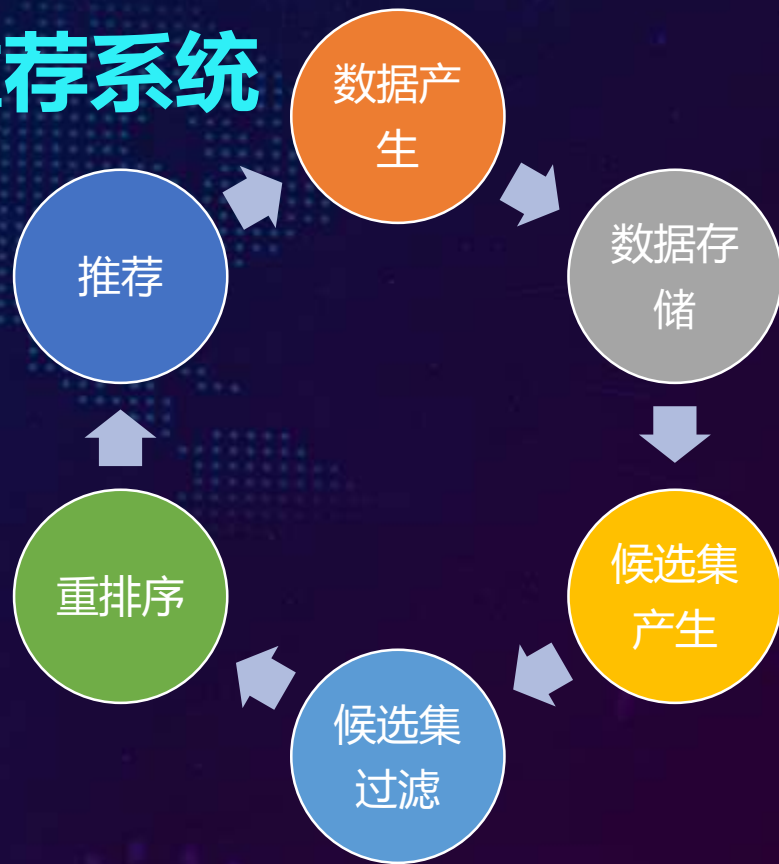 荐系统
数据产
生
数据存
储
候选集
产生
候选集
过滤
重排序
推荐